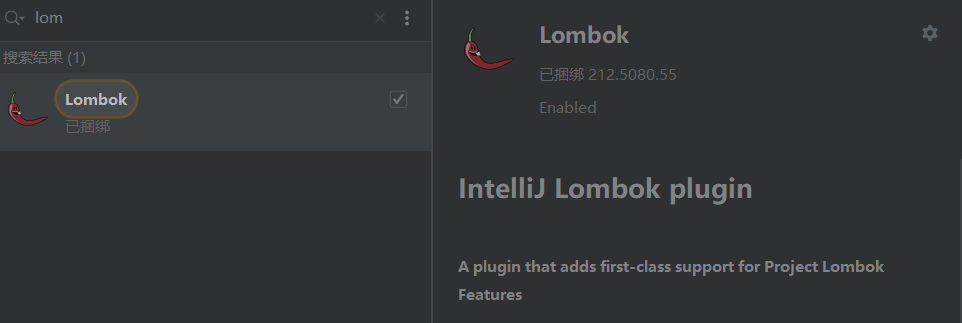 lom
搜索结果 (1)
Lombok
已捆绑
Lombok
已捆绑 212.5080.55
Enabled
IntelliJ Lombok plugin
A plugin that adds first-class support for Project Lombok
Features